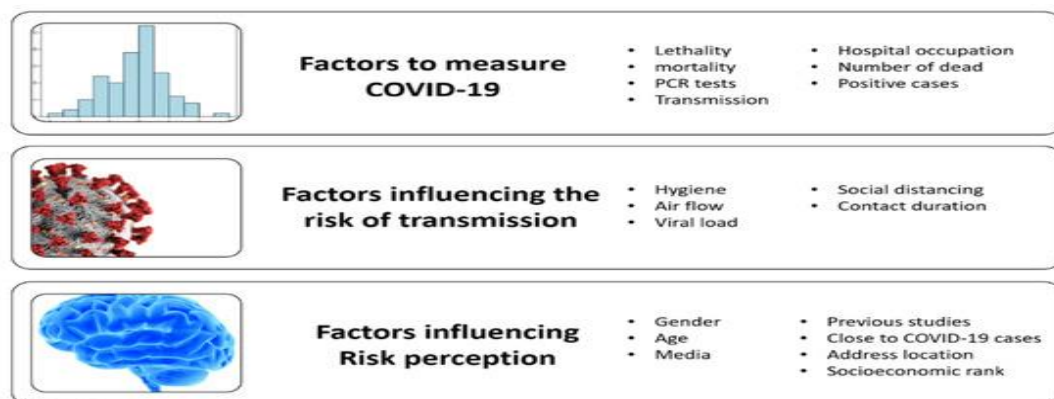 Factors to measure
COVID-19
• Lethality
• mortality
• PCR tests
• Transmission
• Hospital occupation
• Number of dead
• Positive cases
Factors influencing the
risk of transmission
• Hygiene
• Air flow
• Viral load
• Social distancing
• Contact duration
Factors influencing
Risk perception
• Gender
• Age
• Media
• Previous studies
• Close to COVID-19 cases
• Address location
• Socioeconomic rank